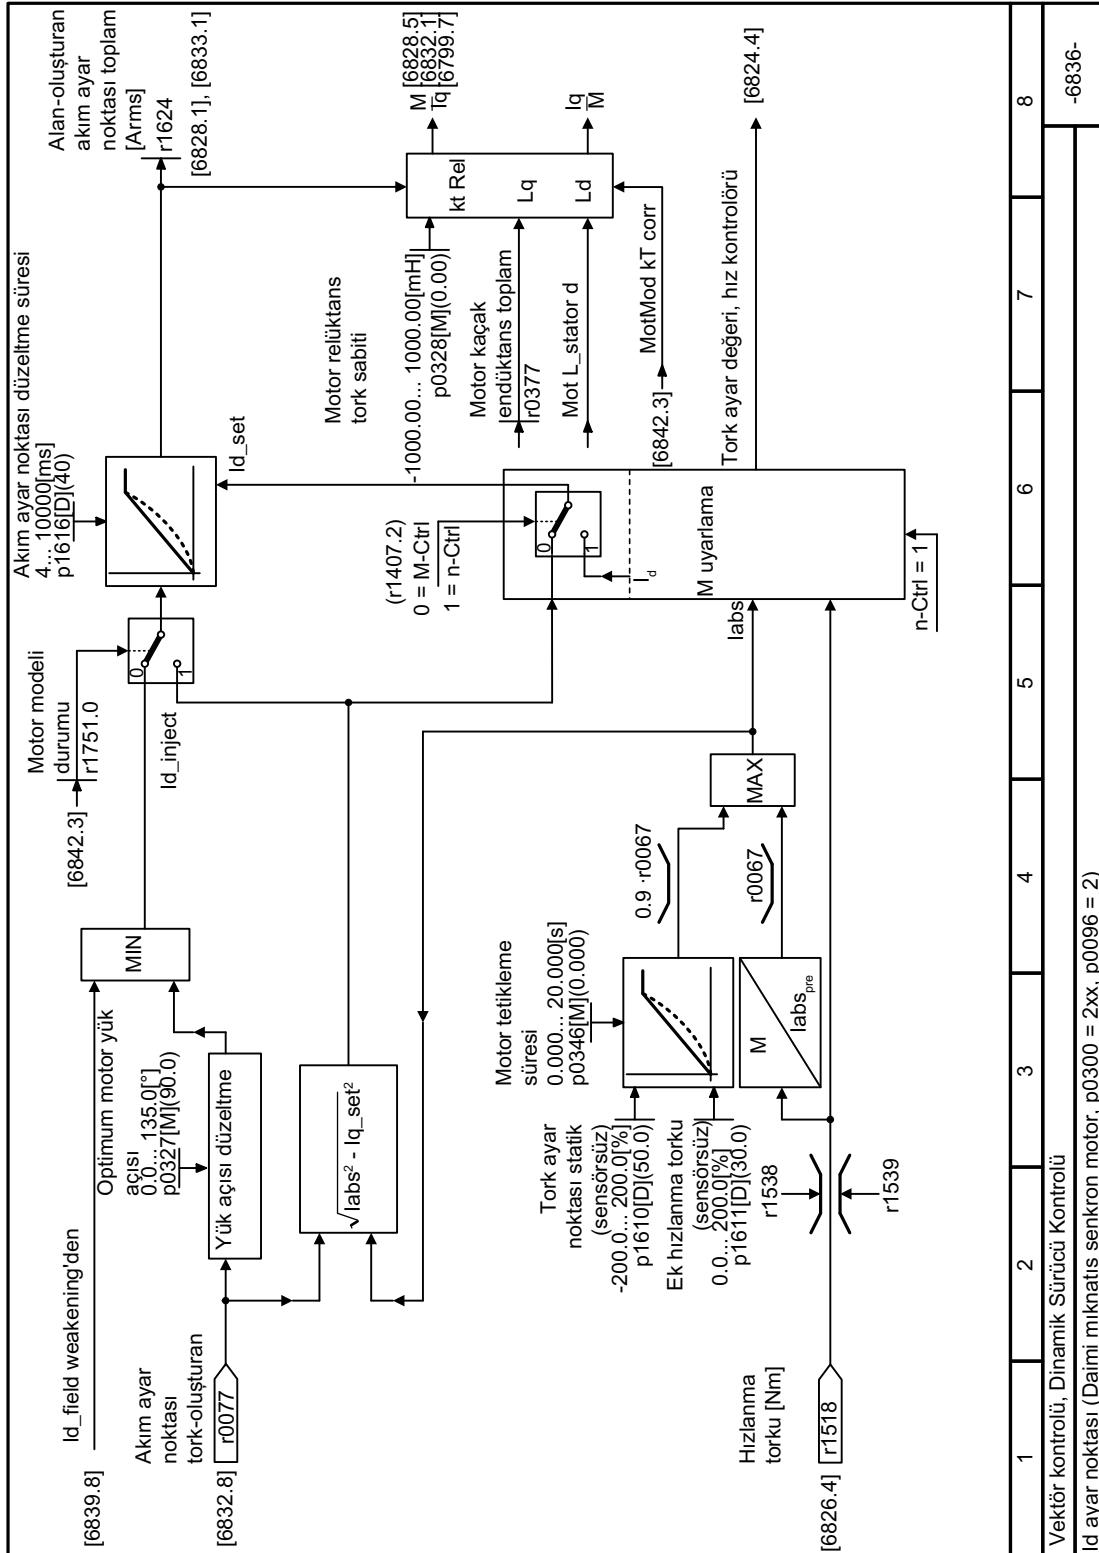 [6839.8]
Id_field weakening'den
Optimum motor yük
açısı
0.0... 135.0[°]
p0327[M](90.0)
Yük açısı düzeltme
MIN
Akım ayar
noktası
tork-oluşturan
[6832.8]
r0077
√Iabs² - Iq_set²
[6842.3]
Motor modeli
durumu
r1751.0
Id_inject
0
1
Akım ayar noktası düzeltme süresi
4... 10000[ms]
p1616[D](40)
Id_set
Alan-oluşturan
akım ayar
noktası toplam
[Arms]
r1624
[6828.1], [6833.1]
Motor relüktans
tork sabiti
-1000.00... 1000.00[mH]
p0328[M](0.00)
Motor kaçak
endüktans toplam
r0377
Mot L_stator d
MotMod kT corr
[6842.3]
kt Rel
Lq
Ld
M
Iq
[6828.5]
[6832.1]
[6799.7]
Iq
M
(r1407.2)
0 = M-Ctrl
1 = n-Ctrl
0
1
I_d
M uyarlama
Iabs
n-Ctrl = 1
Tork ayar değeri, hız kontrolörü
[6824.4]
Motor tetikleme
süresi
0.000... 20.000[s]
p0346[M](0.000)
Tork ayar
noktası statik
(sensörsüz)
-200.0... 200.0[%]
p1610[D](50.0)
Ek hızlanma torku
(sensörsüz)
0.0... 200.0[%]
p1611[D](30.0)
0.9 ·r0067
r0067
MAX
M
Iabs_pre
r1538
r1539
Hızlanma
torku [Nm]
[6826.4]
r1518
1 2 3 4 5 6 7 8
Vektör kontrolü, Dinamik Sürücü Kontrolü
-6836-
Id ayar noktası (Daimi mıknatıs senkron motor, p0300 = 2xx, p0096 = 2)